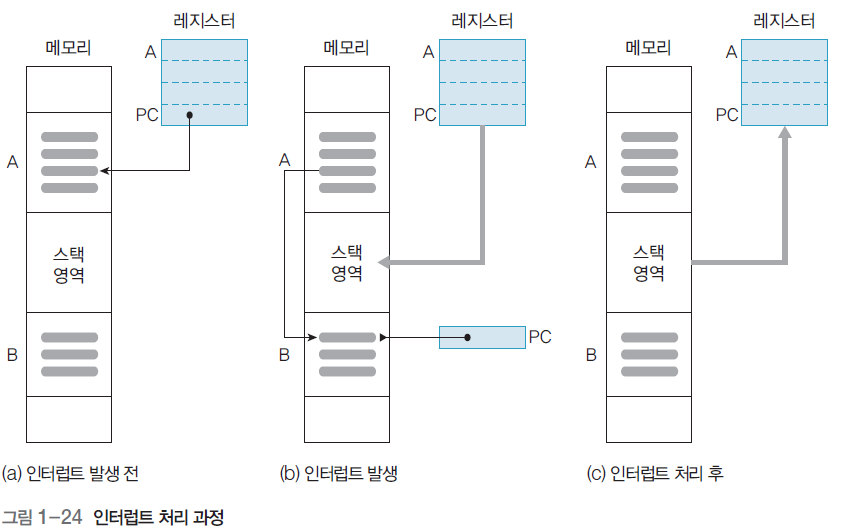 레지스터
메모리
A
PC
A
스택
영역
B
(a) 인터럽트 발생 전
레지스터
메모리
A
PC
A
스택
영역
B
PC
(b) 인터럽트 발생
레지스터
메모리
A
PC
A
스택
영역
B
(c) 인터럽트 처리 후
그림 1-24 인터럽트 처리 과정